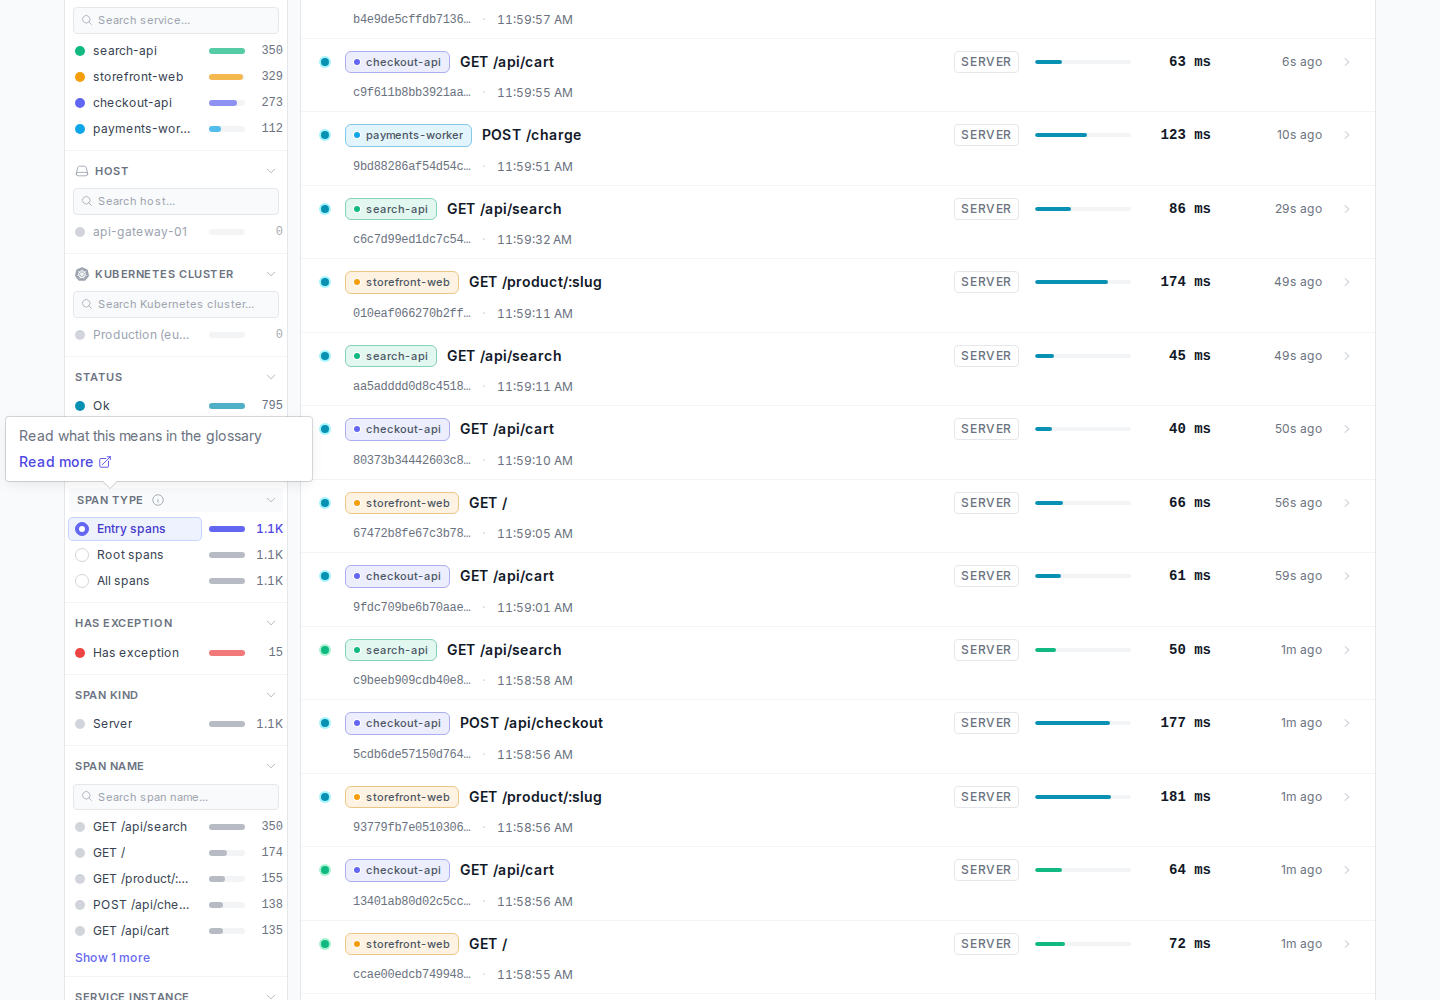 Search service...
search-api 350
storefront-web 329
checkout-api 273
payments-wor... 112
HOST
Search host...
api-gateway-01 0
KUBERNETES CLUSTER
Search Kubernetes cluster...
Production (eu... 0
STATUS
Ok 795
Read what this means in the glossary
Read more
SPAN TYPE
Entry spans 1.1K
Root spans 1.1K
All spans 1.1K
HAS EXCEPTION
Has exception 15
SPAN KIND
Server 1.1K
SPAN NAME
Search span name...
GET /api/search 350
GET / 174
GET /product/:... 155
POST /api/che... 138
GET /api/cart 135
Show 1 more
SERVICE INSTANCE
b4e9de5cffdb7136… · 11:59:57 AM
checkout-api GET /api/cart SERVER 63 ms 6s ago
c9f611b8bb3921aa… · 11:59:55 AM
payments-worker POST /charge SERVER 123 ms 10s ago
9bd88286af54d54c… · 11:59:51 AM
search-api GET /api/search SERVER 86 ms 29s ago
c6c7d99ed1dc7c54… · 11:59:32 AM
storefront-web GET /product/:slug SERVER 174 ms 49s ago
010eaf066270b2ff… · 11:59:11 AM
search-api GET /api/search SERVER 45 ms 49s ago
aa5adddd0d8c4518… · 11:59:11 AM
checkout-api GET /api/cart SERVER 40 ms 50s ago
80373b34442603c8… · 11:59:10 AM
storefront-web GET / SERVER 66 ms 56s ago
67472b8fe67c3b78… · 11:59:05 AM
checkout-api GET /api/cart SERVER 61 ms 59s ago
9fdc709be6b70aae… · 11:59:01 AM
search-api GET /api/search SERVER 50 ms 1m ago
c9beeb909cdb40e8… · 11:58:58 AM
checkout-api POST /api/checkout SERVER 177 ms 1m ago
5cdb6de57150d764… · 11:58:56 AM
storefront-web GET /product/:slug SERVER 181 ms 1m ago
93779fb7e0510306… · 11:58:56 AM
checkout-api GET /api/cart SERVER 64 ms 1m ago
13401ab80d02c5cc… · 11:58:56 AM
storefront-web GET / SERVER 72 ms 1m ago
ccae00edcb749948… · 11:58:55 AM